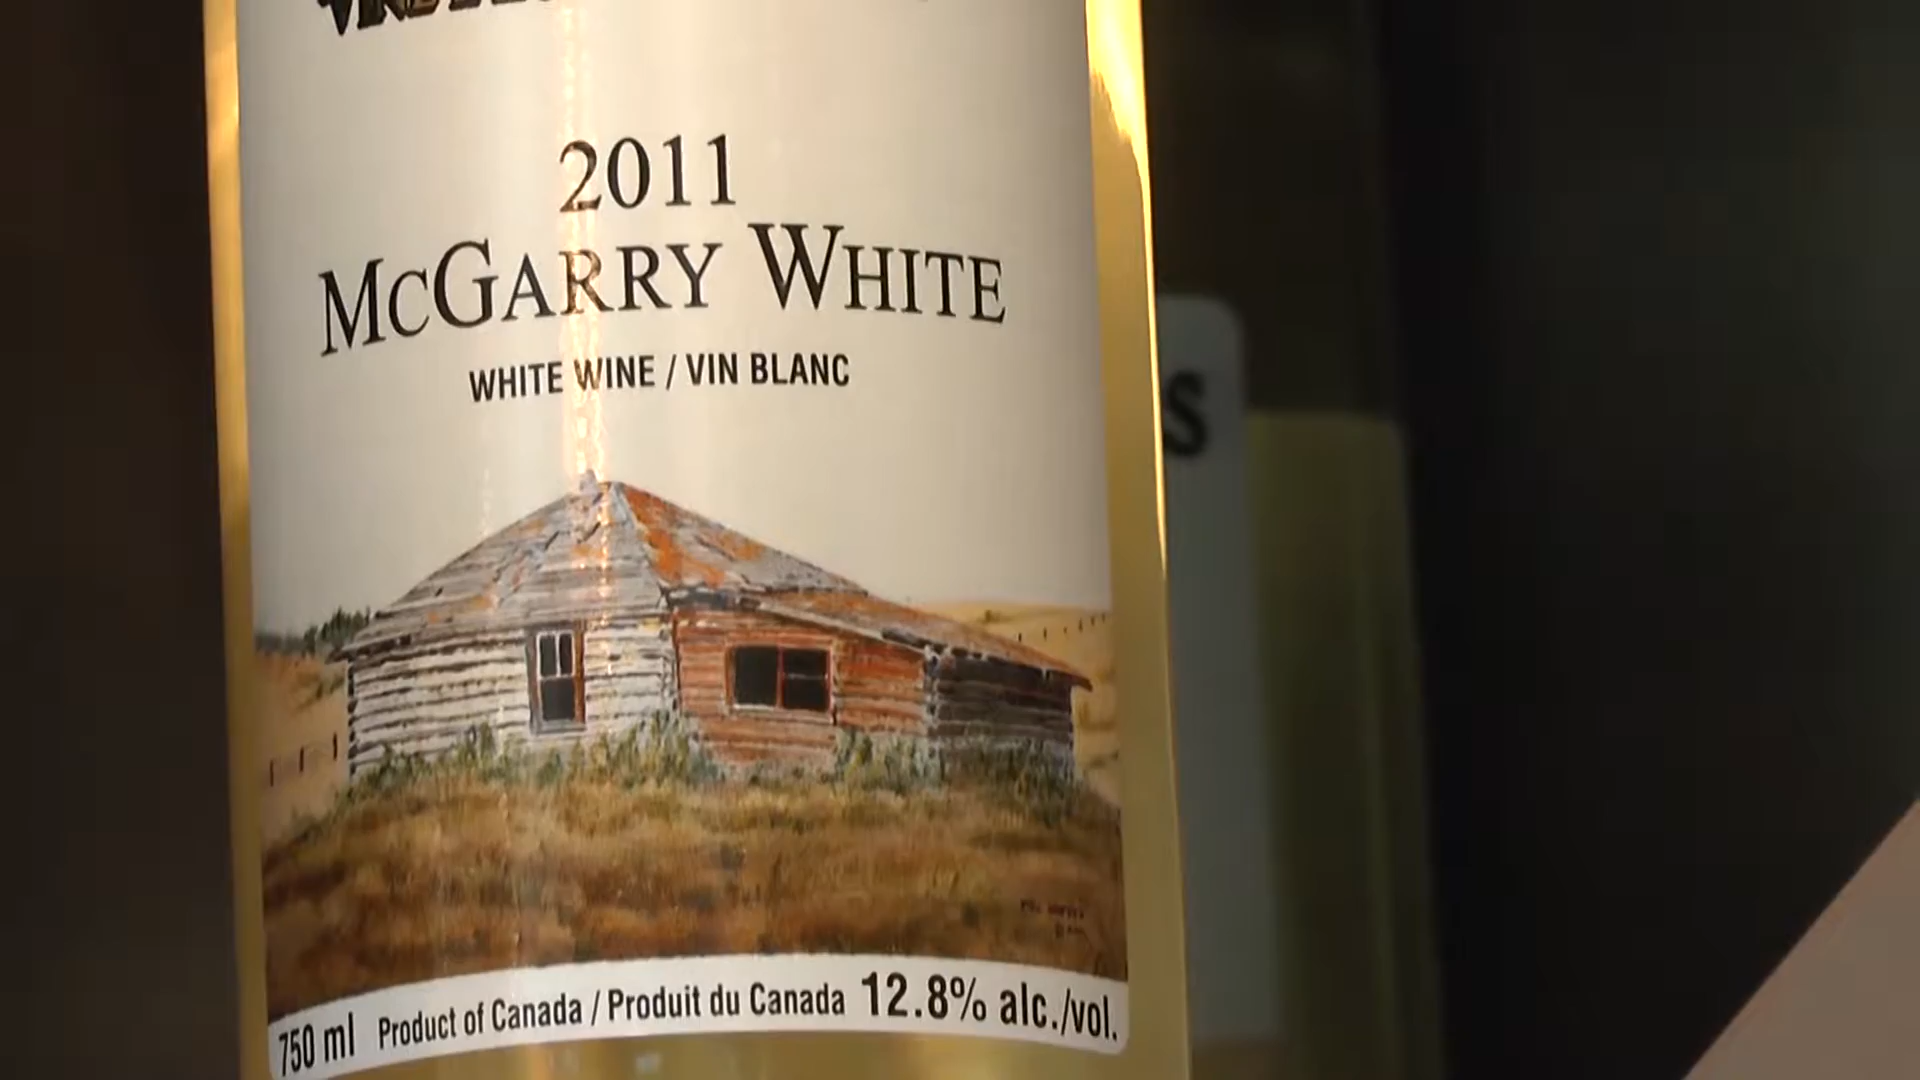 2011
McGARRY WHITE
WHITE WINE / VIN BLANC
750 ml Product of Canada / Produit du Canada 12.8% alc./vol.
S